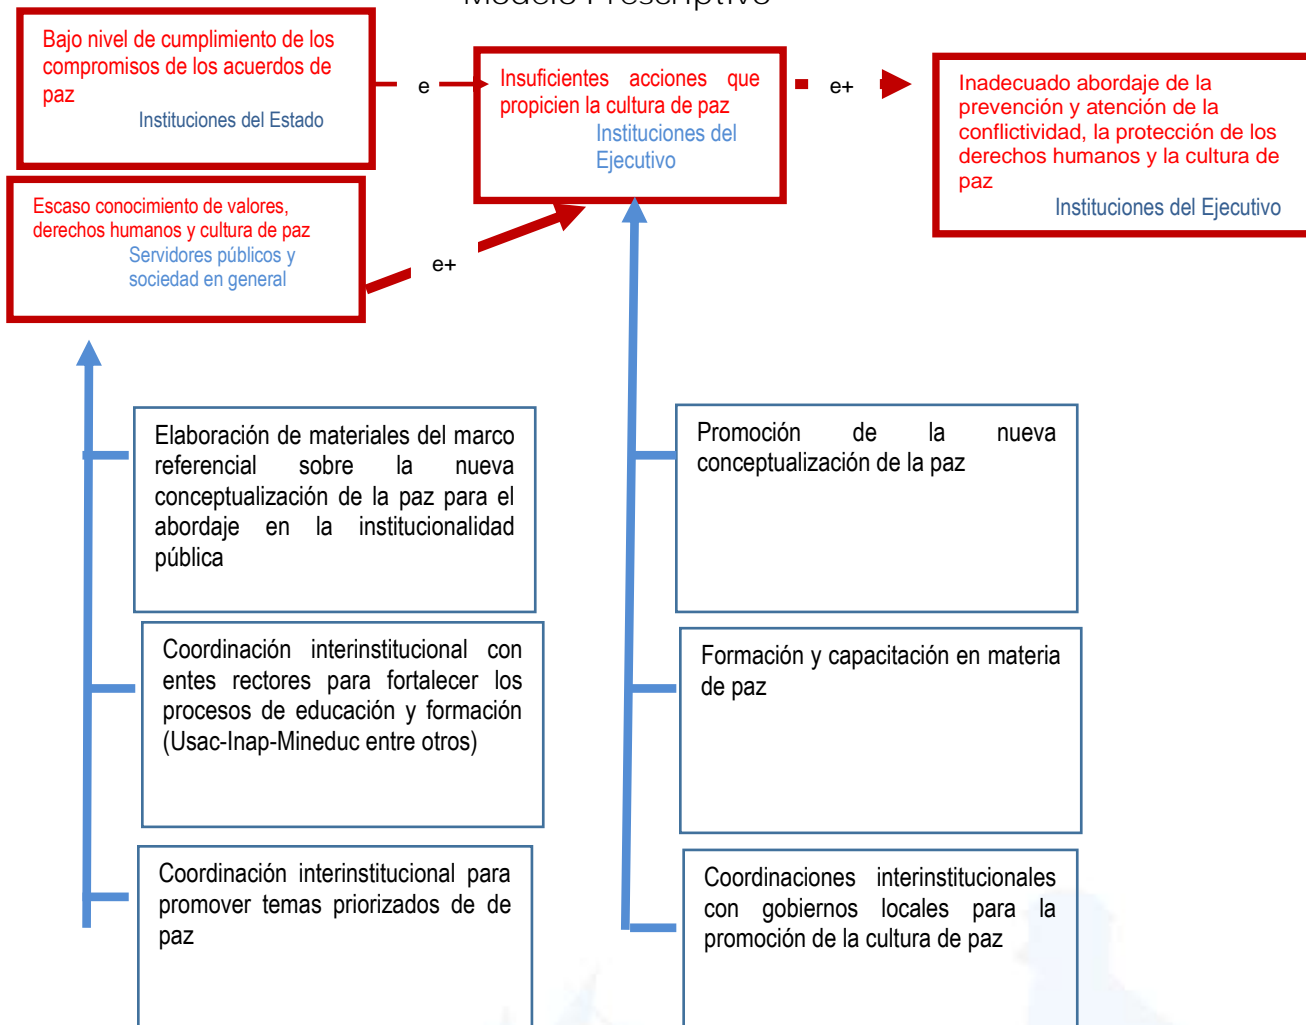 Modelo Prescriptivo
Bajo nivel de cumplimiento de los
compromisos de los acuerdos de
paz
Instituciones del Estado
e
Insuficientes acciones que
propicien la cultura de paz
Instituciones del
Ejecutivo
e+
Inadecuado abordaje de la
prevención y atención de la
conflictividad, la protección de los
derechos humanos y la cultura de
paz
Instituciones del Ejecutivo
Escaso conocimiento de valores,
derechos humanos y cultura de paz
Servidores públicos y
sociedad en general
e+
Elaboración de materiales del marco
referencial sobre la nueva
conceptualización de la paz para el
abordaje en la institucionalidad
pública
Coordinación interinstitucional con
entes rectores para fortalecer los
procesos de educación y formación
(Usac-Inap-Mineduc entre otros)
Coordinación interinstitucional para
promover temas priorizados de de
paz
Promoción de la nueva
conceptualización de la paz
Formación y capacitación en materia
de paz
Coordinaciones interinstitucionales
con gobiernos locales para la
promoción de la cultura de paz